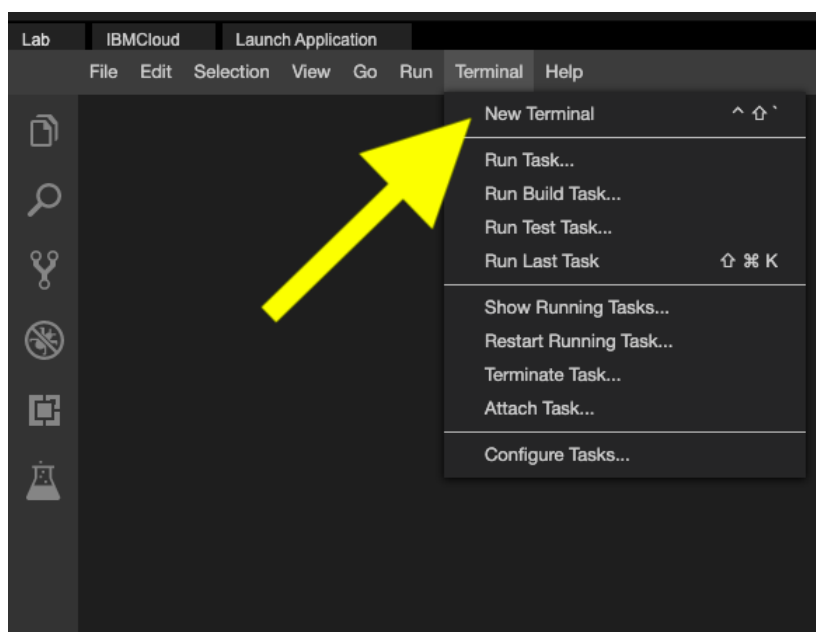 Lab IBMCloud Launch Application
File Edit Selection View Go Run Terminal Help
New Terminal ^ ⇧ `
Run Task...
Run Build Task...
Run Test Task...
Run Last Task ⇧ ⌘ K
Show Running Tasks...
Restart Running Task...
Terminate Task...
Attach Task...
Configure Tasks...